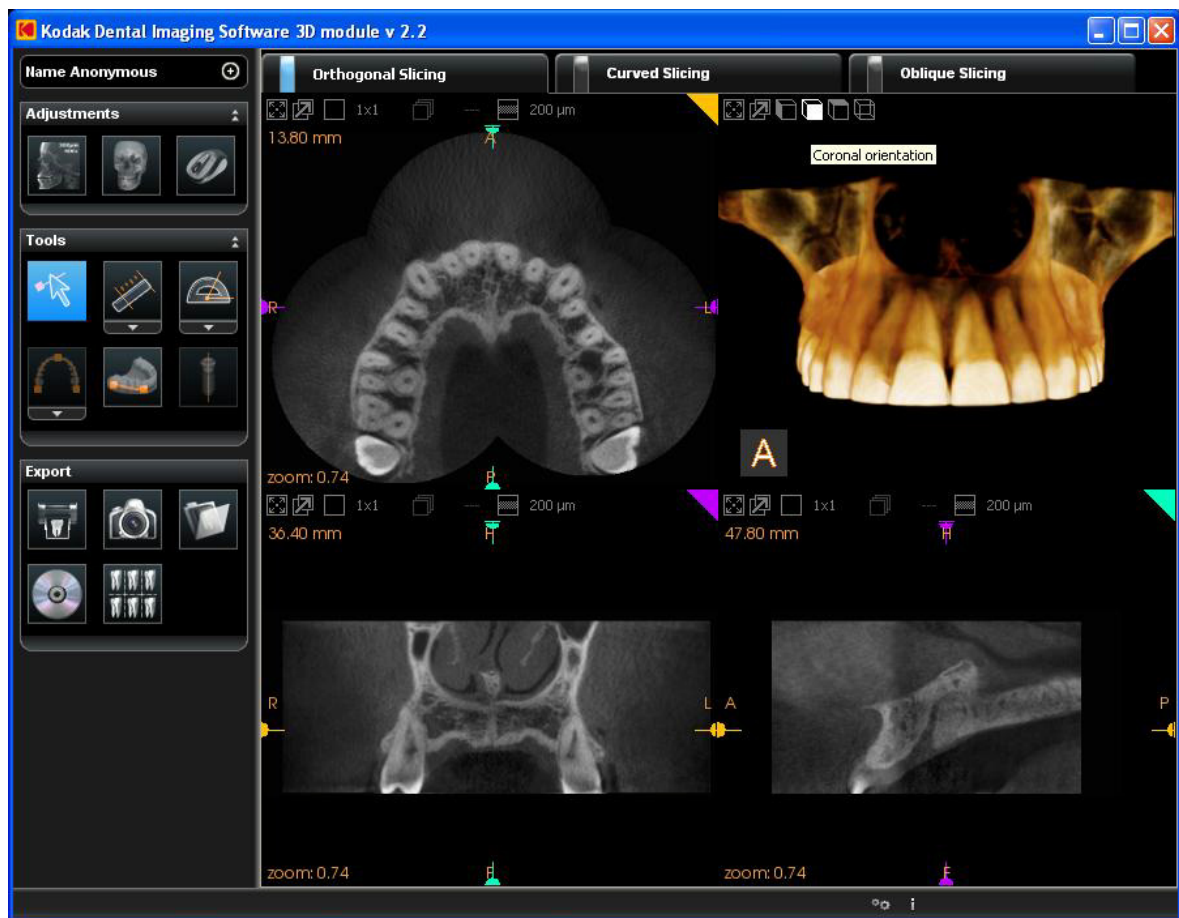 Kodak Dental Imaging Software 3D module v 2.2
Name Anonymous
Adjustments
Tools
Export
Orthogonal Slicing
Curved Slicing
Oblique Slicing
1x1
200 µm
13.80 mm
A
R
L
P
zoom: 0.74
Coronal orientation
A
1x1
200 µm
36.40 mm
H
R
L
F
zoom: 0.74
1x1
200 µm
47.80 mm
H
A
P
F
zoom: 0.74
i